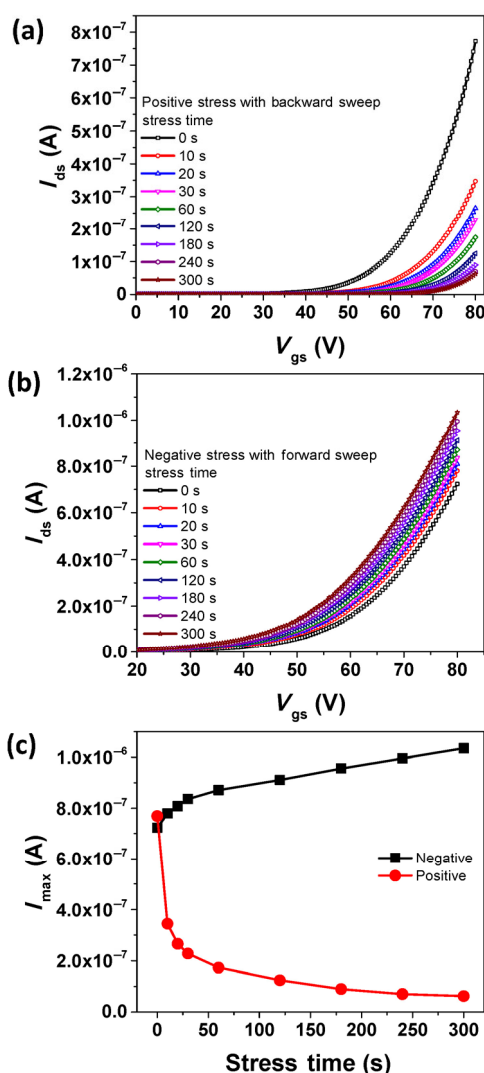 (a)
8x10⁻⁷
7x10⁻⁷
6x10⁻⁷
5x10⁻⁷
4x10⁻⁷
3x10⁻⁷
2x10⁻⁷
1x10⁻⁷
0
I_ds (A)
Positive stress with backward sweep
stress time
0 s
10 s
20 s
30 s
60 s
120 s
180 s
240 s
300 s
0 10 20 30 40 50 60 70 80
V_gs (V)
(b)
1.2x10⁻⁶
1.0x10⁻⁶
8.0x10⁻⁷
6.0x10⁻⁷
4.0x10⁻⁷
2.0x10⁻⁷
0.0
I_ds (A)
Negative stress with forward sweep
stress time
0 s
10 s
20 s
30 s
60 s
120 s
180 s
240 s
300 s
20 30 40 50 60 70 80
V_gs (V)
(c)
1.0x10⁻⁶
8.0x10⁻⁷
6.0x10⁻⁷
4.0x10⁻⁷
2.0x10⁻⁷
0.0
I_max (A)
Negative
Positive
0 50 100 150 200 250 300
Stress time (s)